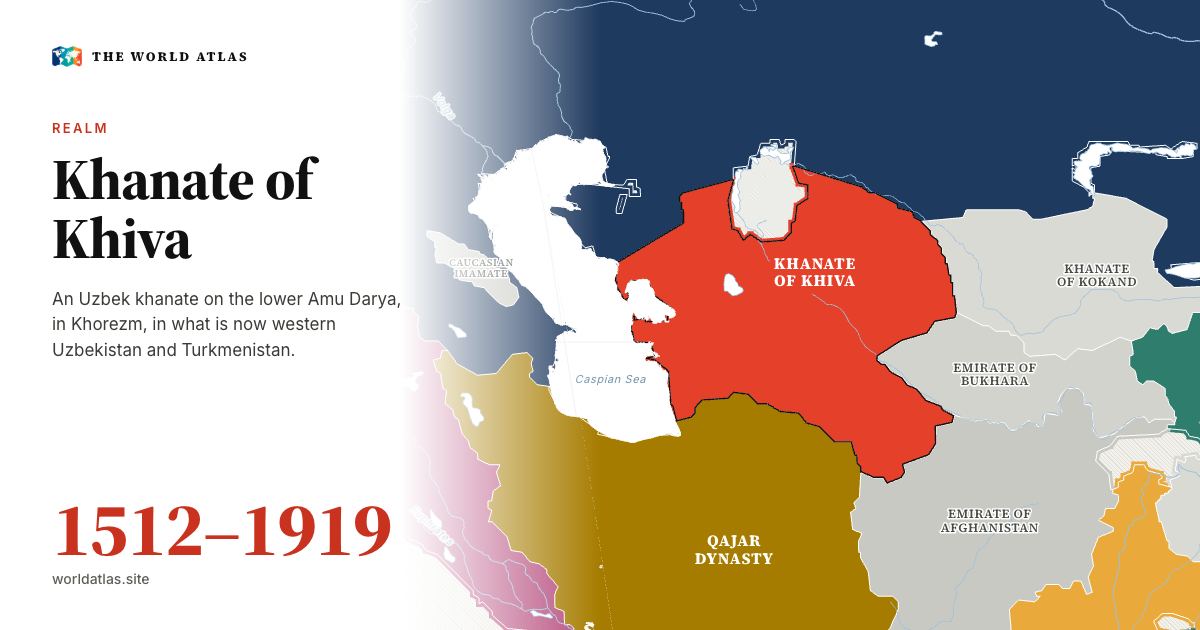 THE WORLD ATLAS
REALM
Khanate of
Khiva
An Uzbek khanate on the lower Amu Darya,
in Khorezm, in what is now western
Uzbekistan and Turkmenistan.
1512–1919
worldatlas.site
Volga
CAUCASIAN
IMAMATE
Caspian Sea
KHANATE
OF KHIVA
KHANATE
OF KOKAND
EMIRATE OF
BUKHARA
EMIRATE OF
AFGHANISTAN
QAJAR
DYNASTY